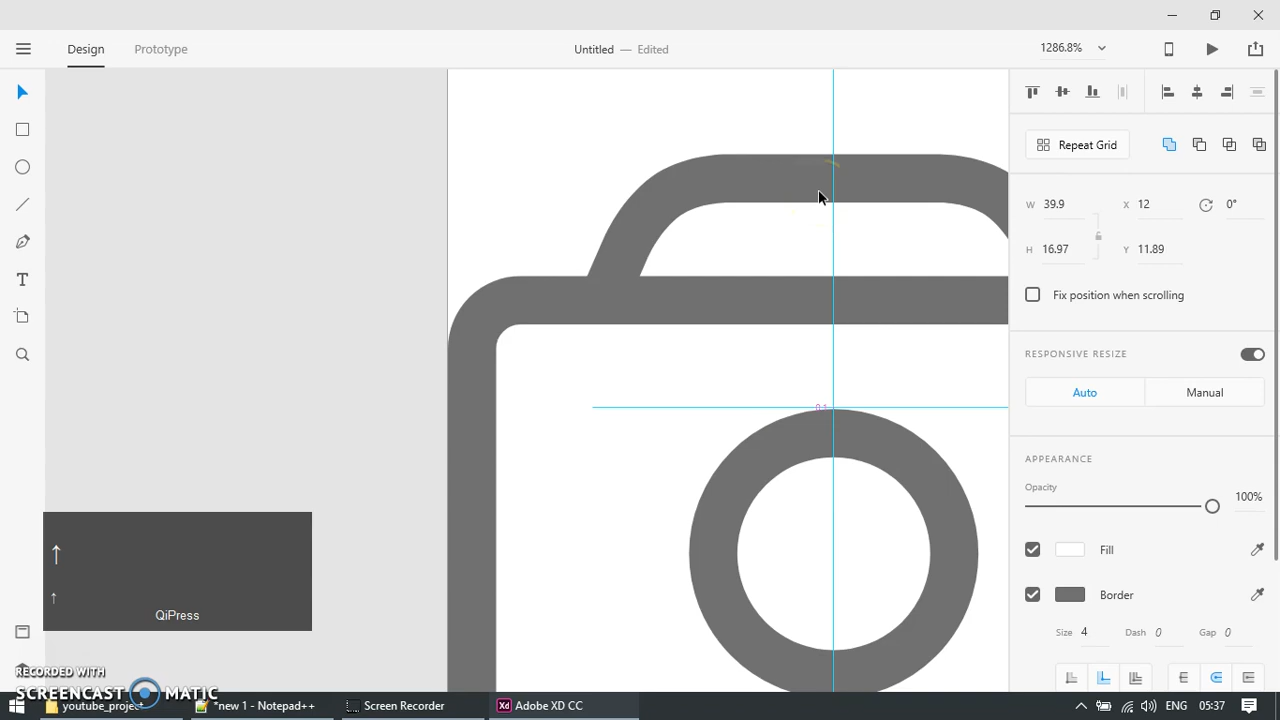 Design Prototype Untitled — Edited 1286.8%
Repeat Grid
W 39.9 X 12 0°
H 16.97 Y 11.89
Fix position when scrolling
RESPONSIVE RESIZE
Auto Manual
APPEARANCE
Opacity
100%
Fill
Border
Size 4 Dash 0 Gap 0
↑
↑
QiPress
RECORDED WITH
SCREENCAST MATIC
youtube_project *new 1 - Notepad++ Screen Recorder Xd Adobe XD CC ENG 05:37